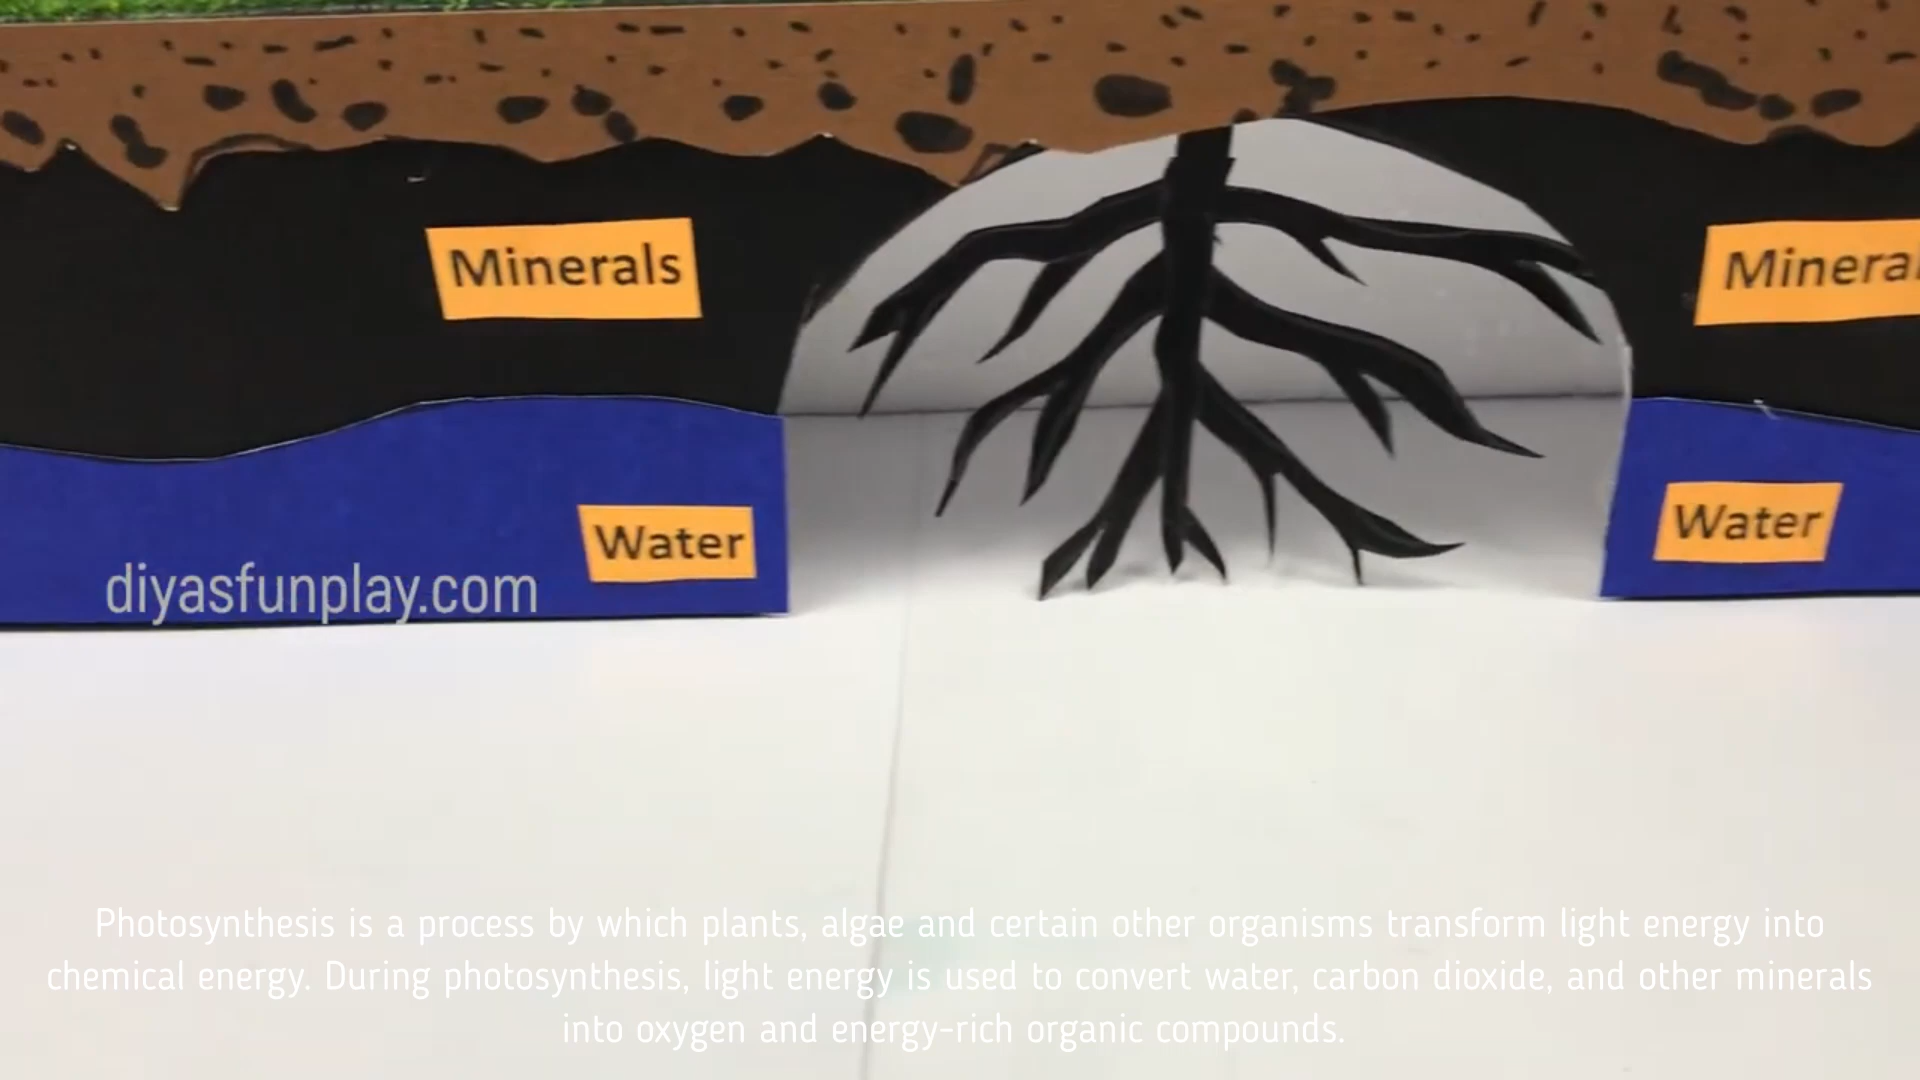 Minerals
Mineral
Water
Water
diyasfunplay.com
Photosynthesis is a process by which plants, algae and certain other organisms transform light energy into
chemical energy. During photosynthesis, light energy is used to convert water, carbon dioxide, and other minerals
into oxygen and energy-rich organic compounds.